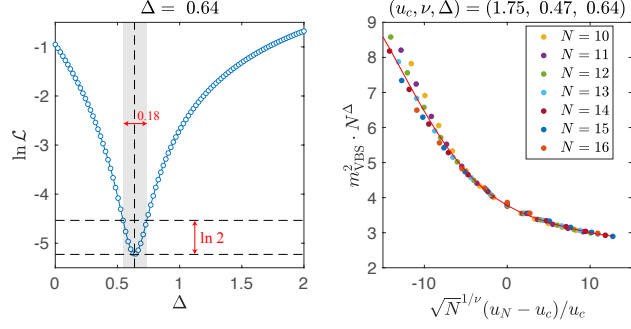 Δ = 0.64
ln ℒ
-1
-2
-3
-4
-5
0.18
ln 2
0 0.5 1 1.5 2
Δ
(u_c, ν, Δ) = (1.75, 0.47, 0.64)
m²_VBS · N^Δ
9
8
7
6
5
4
3
2
N = 10
N = 11
N = 12
N = 13
N = 14
N = 15
N = 16
-10 0 10
√N^{1/ν}(u_N − u_c)/u_c